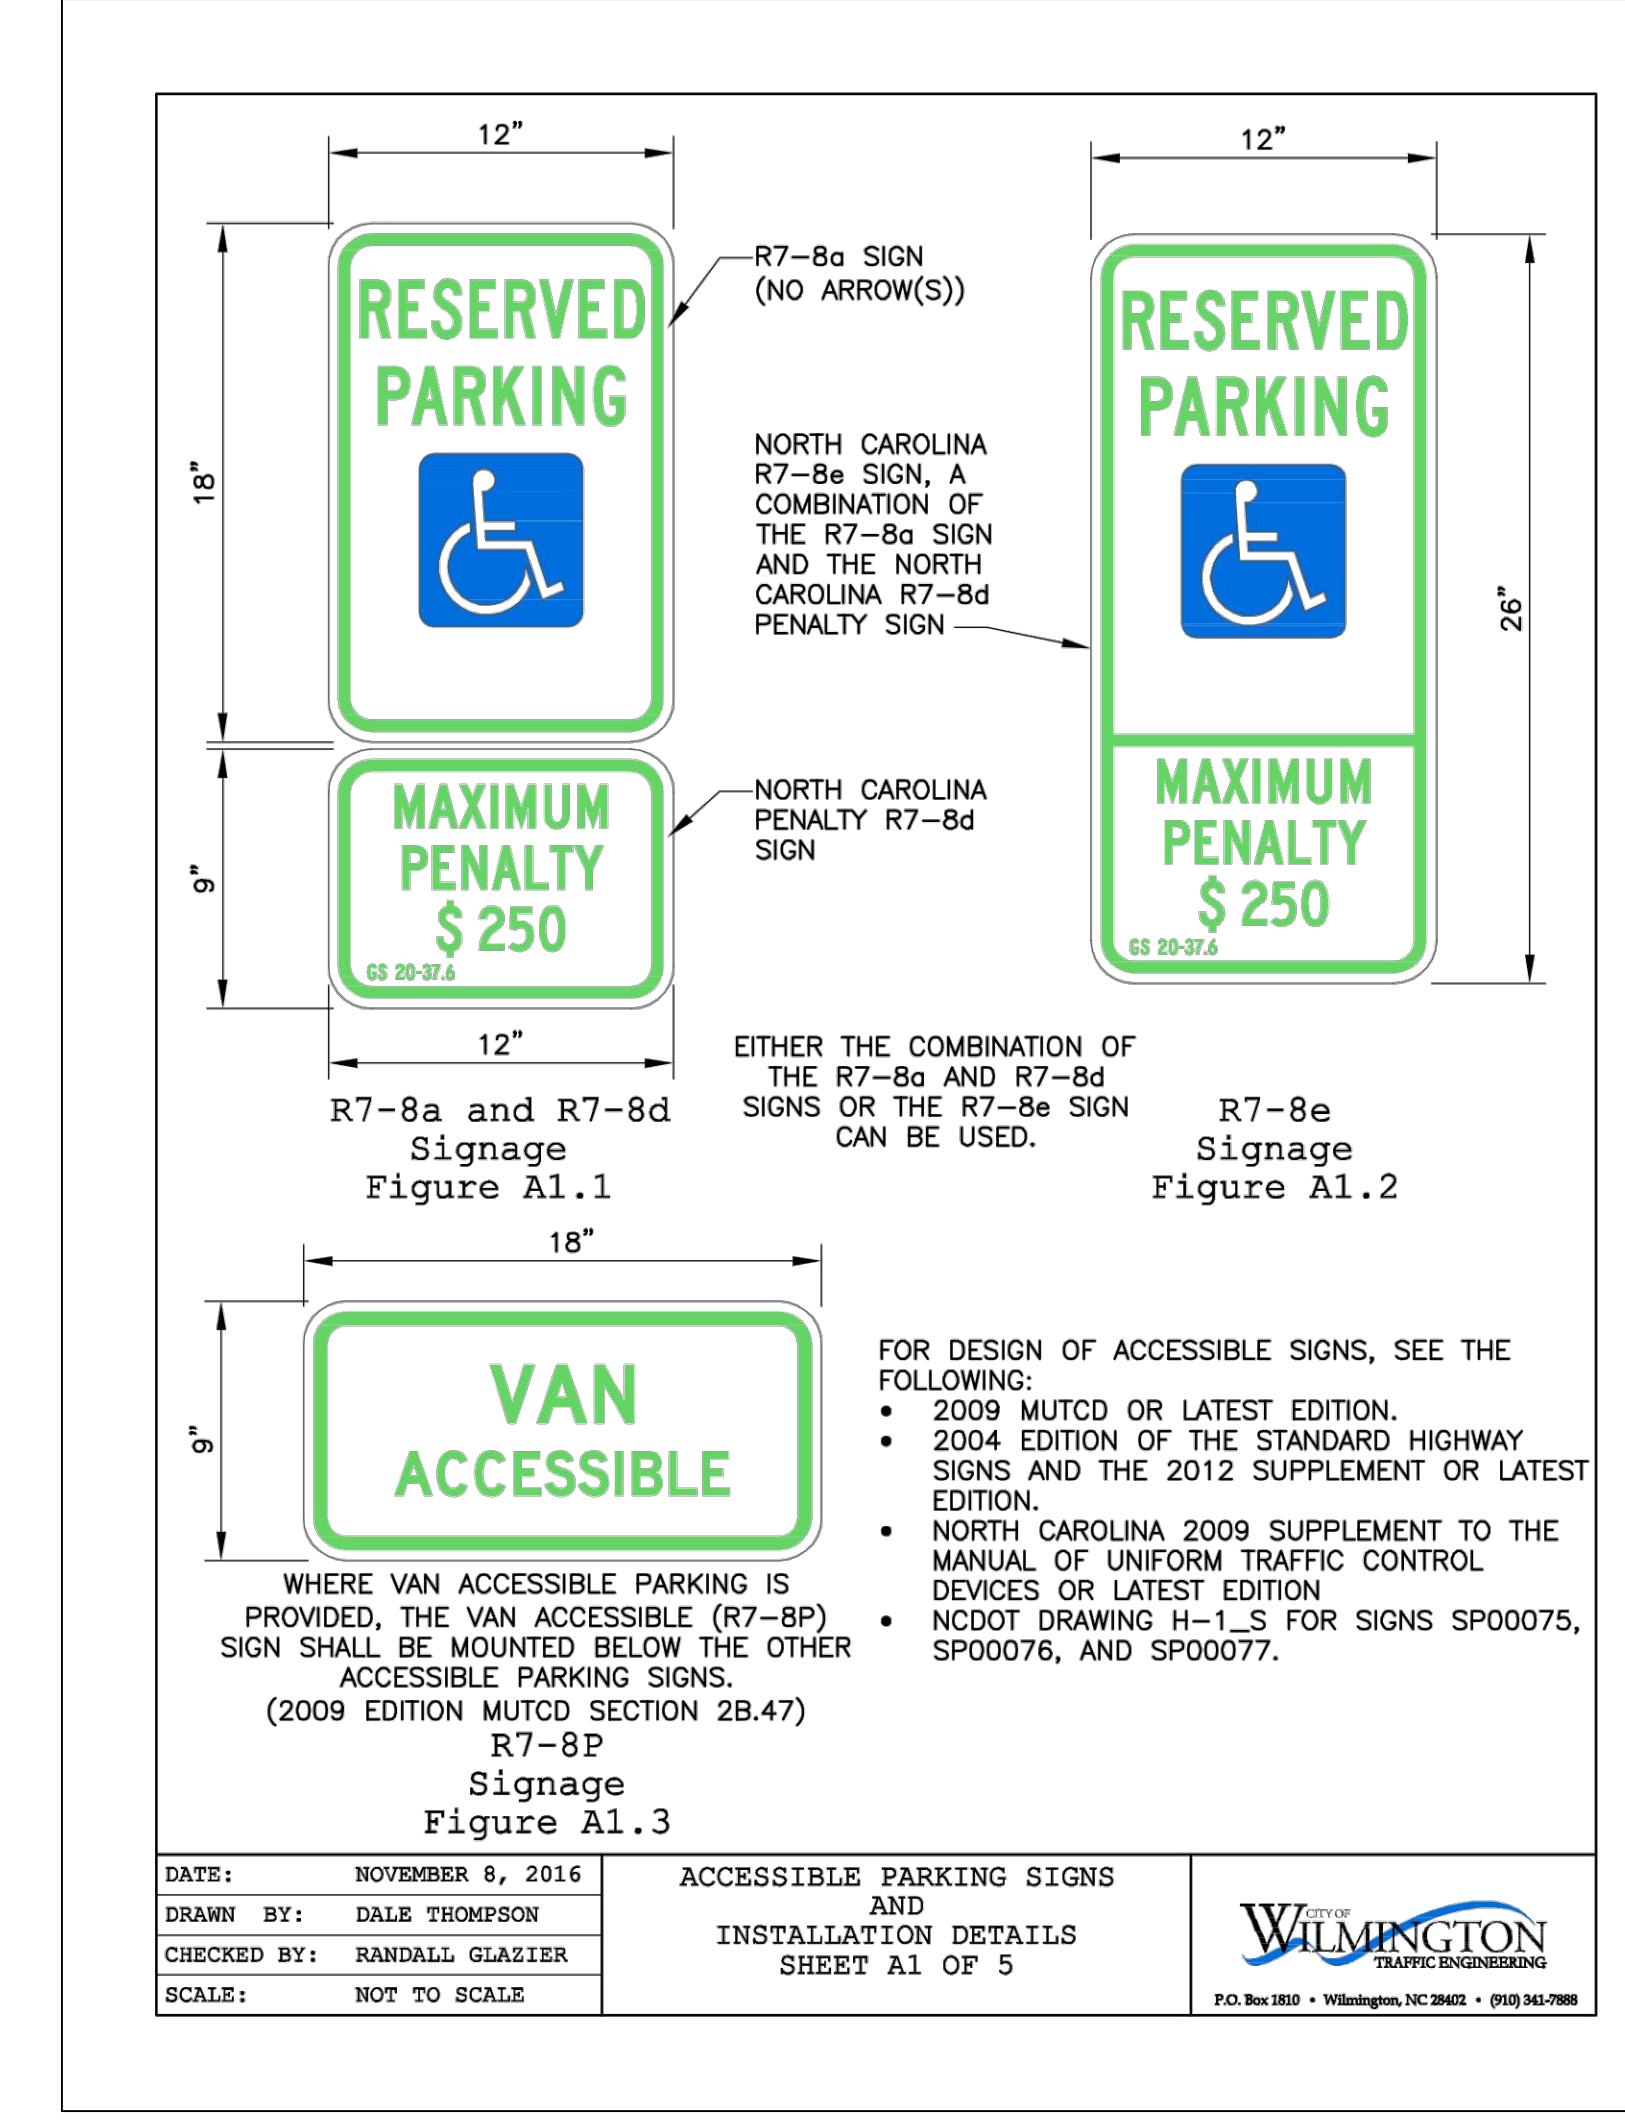 12”
18”
RESERVED
PARKING
R7-8a SIGN
(NO ARROW(S))
9”
MAXIMUM
PENALTY
$ 250
GS 20-37.6
NORTH CAROLINA
PENALTY R7-8d
SIGN
12”
R7-8a and R7-8d
Signage
Figure A1.1
NORTH CAROLINA
R7-8e SIGN, A
COMBINATION OF
THE R7-8a SIGN
AND THE NORTH
CAROLINA R7-8d
PENALTY SIGN
12”
26”
RESERVED
PARKING
MAXIMUM
PENALTY
$ 250
GS 20-37.6
EITHER THE COMBINATION OF
THE R7-8a AND R7-8d
SIGNS OR THE R7-8e SIGN
CAN BE USED.
R7-8e
Signage
Figure A1.2
18”
9”
VAN
ACCESSIBLE
WHERE VAN ACCESSIBLE PARKING IS
PROVIDED, THE VAN ACCESSIBLE (R7-8P)
SIGN SHALL BE MOUNTED BELOW THE OTHER
ACCESSIBLE PARKING SIGNS.
(2009 EDITION MUTCD SECTION 2B.47)
R7-8P
Signage
Figure A1.3
FOR DESIGN OF ACCESSIBLE SIGNS, SEE THE
FOLLOWING:
• 2009 MUTCD OR LATEST EDITION.
• 2004 EDITION OF THE STANDARD HIGHWAY
SIGNS AND THE 2012 SUPPLEMENT OR LATEST
EDITION.
• NORTH CAROLINA 2009 SUPPLEMENT TO THE
MANUAL OF UNIFORM TRAFFIC CONTROL
DEVICES OR LATEST EDITION
• NCDOT DRAWING H-1_S FOR SIGNS SP00075,
SP00076, AND SP00077.
DATE: NOVEMBER 8, 2016
DRAWN BY: DALE THOMPSON
CHECKED BY: RANDALL GLAZIER
SCALE: NOT TO SCALE
ACCESSIBLE PARKING SIGNS
AND
INSTALLATION DETAILS
SHEET A1 OF 5
CITY OF
WILMINGTON
TRAFFIC ENGINEERING
P.O. Box 1810 • Wilmington, NC 28402 • (910) 341-7888